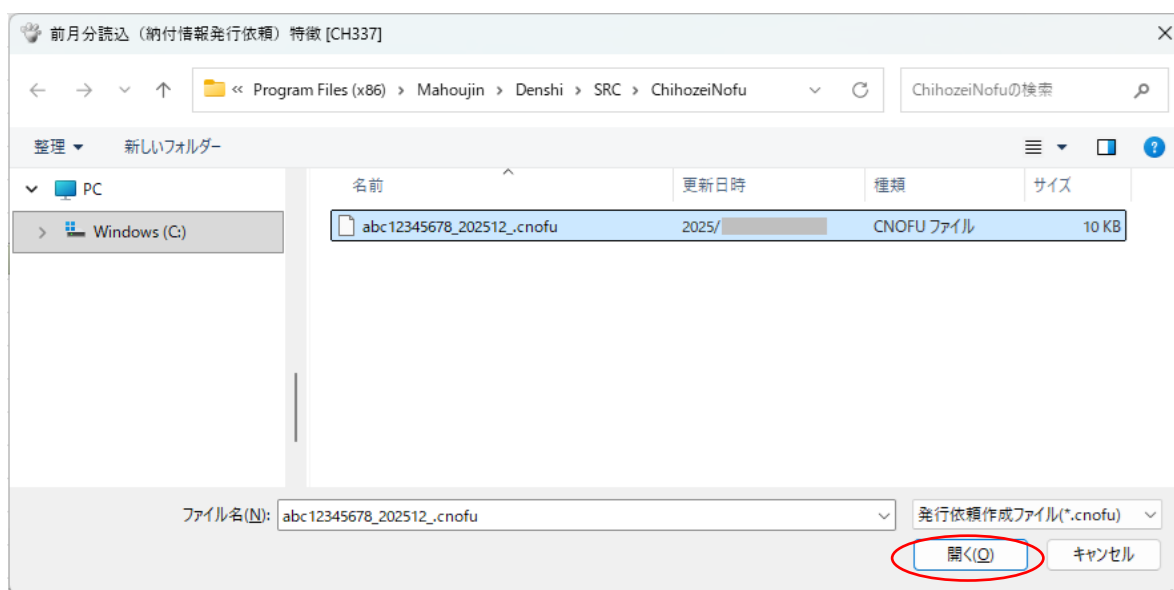 前月分読込（納付情報発行依頼）特徴 [CH337]
« Program Files (x86) › Mahoujin › Denshi › SRC › ChihozeiNofu
ChihozeiNofuの検索
整理 新しいフォルダー
PC
Windows (C:)
名前 更新日時 種類 サイズ
abc12345678_202512_.cnofu 2025/ CNOFU ファイル 10 KB
ファイル名(N): abc12345678_202512_.cnofu 発行依頼作成ファイル(*.cnofu)
開く(O) キャンセル